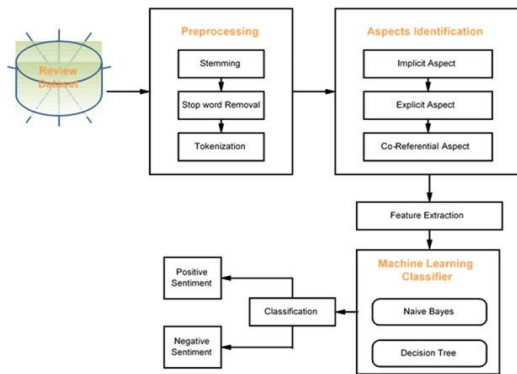 Review
Dataset
Preprocessing
Stemming
Stop word Removal
Tokenization
Aspects Identification
Implicit Aspect
Explicit Aspect
Co-Referential Aspect
Feature Extraction
Machine Learning
Classifier
Naive Bayes
Decision Tree
Classification
Positive
Sentiment
Negative
Sentiment